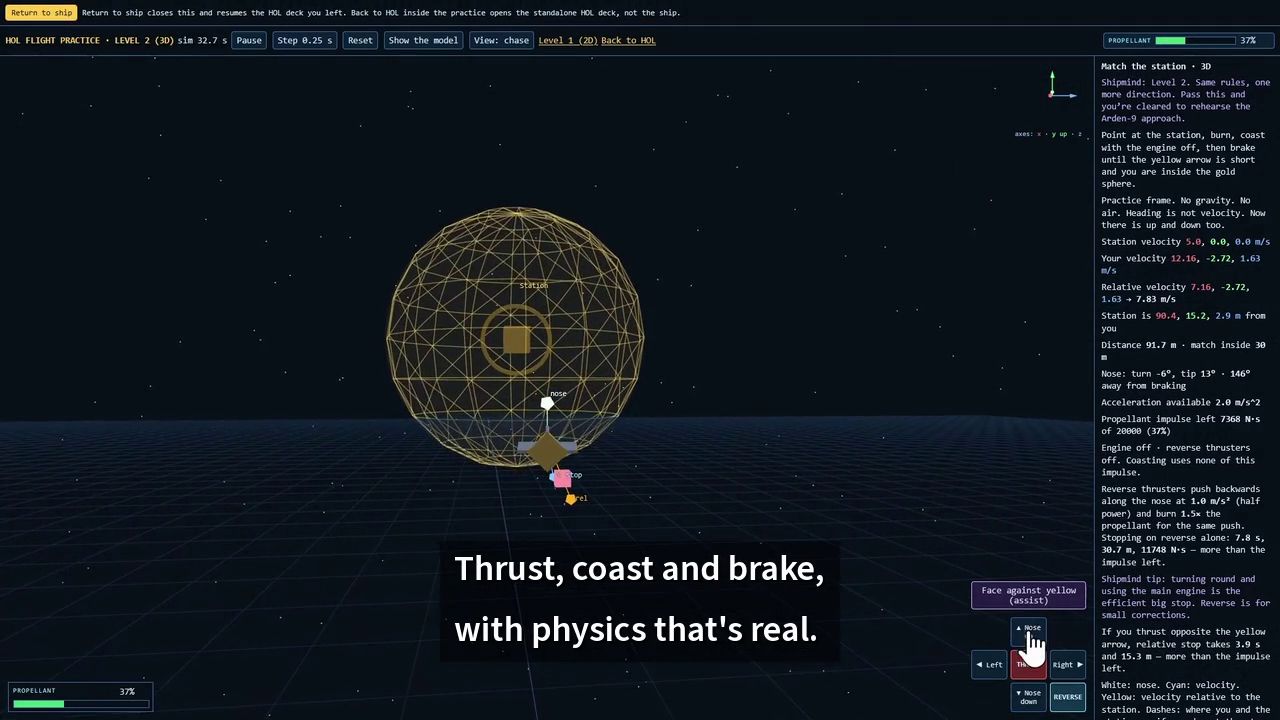 Return to ship Return to ship closes this and resumes the HOL deck you left. Back to HOL inside the trainer opens the standalone HOL deck, not the ship.
HOL FLIGHT PRACTICE · LEVEL 2 (3D) sim 32.7 s Pause Step 0.25 s Reset Show the model View: chase Level 1 (2D) Back to HOL
PROPELLANT 37%
axes: x · y up · z
Station
nose
rel
Thrust, coast and brake,
with physics that's real.
PROPELLANT 37%
Face against yellow
(assist)
▲ Nose
◀ Left
Right ▶
▼ Nose
down
REVERSE
Match the station · 3D
Shipmind: Level 2. Same rules, one
more direction. Pass this and
you're cleared to rehearse the
Arden-9 approach.
Point at the station, burn, coast
with the engine off, then brake
until the yellow arrow is short
and you are inside the gold
sphere.
Practice frame. No gravity. No
air. Heading is not velocity. Now
there is up and down too.
Station velocity 5.0, 0.0, 0.0 m/s
Your velocity 12.16, -2.72, 1.63
m/s
Relative velocity 7.16, -2.72,
1.63 → 7.83 m/s
Station is 90.4, 15.2, 2.9 m from
you
Distance 91.7 m · match inside 30
m
Nose: turn -6°, tip 13° · 146°
away from braking
Acceleration available 2.0 m/s^2
Propellant impulse left 7368 N·s
of 20000 (37%)
Engine off · reverse thrusters
off. Coasting uses none of this
impulse.
Reverse thrusters push backwards
along the nose at 1.0 m/s² (half
power) and burn 1.5× the
propellant for the same push.
Stopping on reverse alone: 7.8 s,
30.7 m, 11748 N·s — more than the
impulse left.
Shipmind tip: turning round and
using the main engine is the
efficient big stop. Reverse is for
small corrections.
If you thrust opposite the yellow
arrow, relative stop takes 3.9 s
and 15.3 m — more than the impulse
left.
White: nose. Cyan: velocity.
Yellow: velocity relative to the
station. Dashes: where you and the